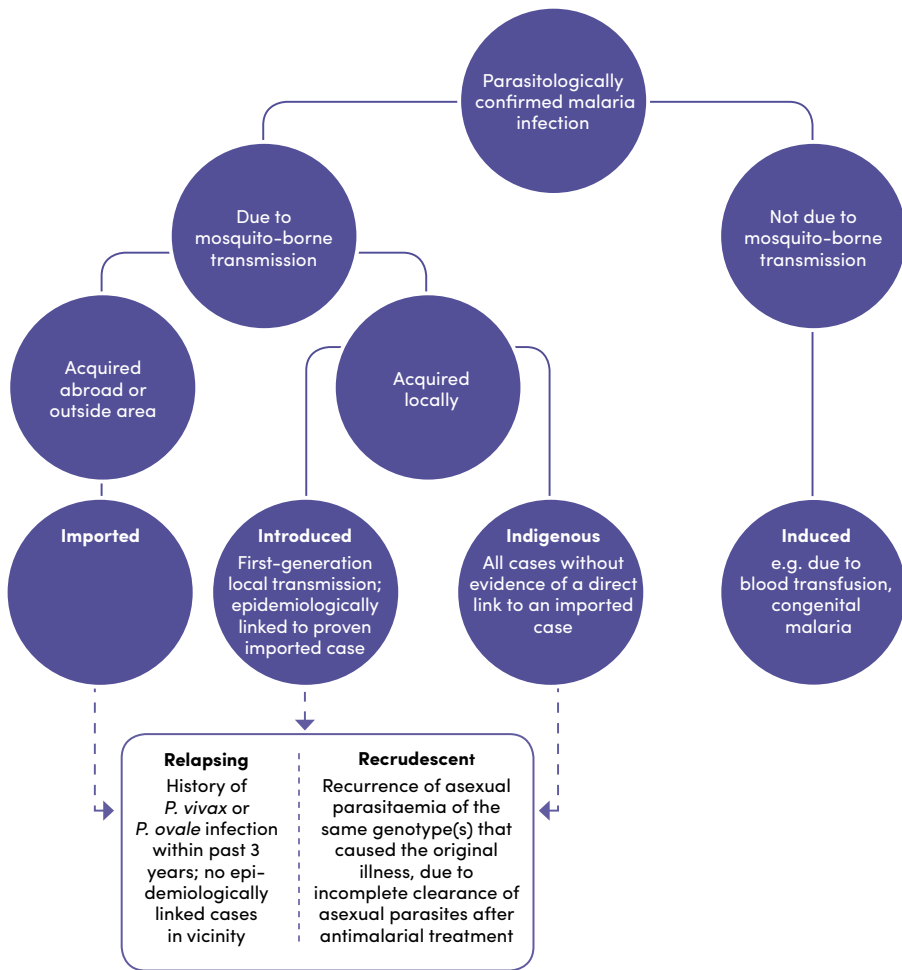 Parasitologically
confirmed malaria
infection
Due to
mosquito-borne
transmission
Not due to
mosquito-borne
transmission
Acquired
abroad or
outside area
Acquired
locally
Imported
Introduced
First-generation
local transmission;
epidemiologically
linked to proven
imported case
Indigenous
All cases without
evidence of a direct
link to an imported
case
Induced
e.g. due to
blood transfusion,
congenital
malaria
Relapsing
History of
P. vivax or
P. ovale infection
within past 3
years; no epi-
demiologically
linked cases
in vicinity
Recrudescent
Recurrence of asexual
parasitaemia of the
same genotype(s) that
caused the original
illness, due to
incomplete clearance of
asexual parasites after
antimalarial treatment